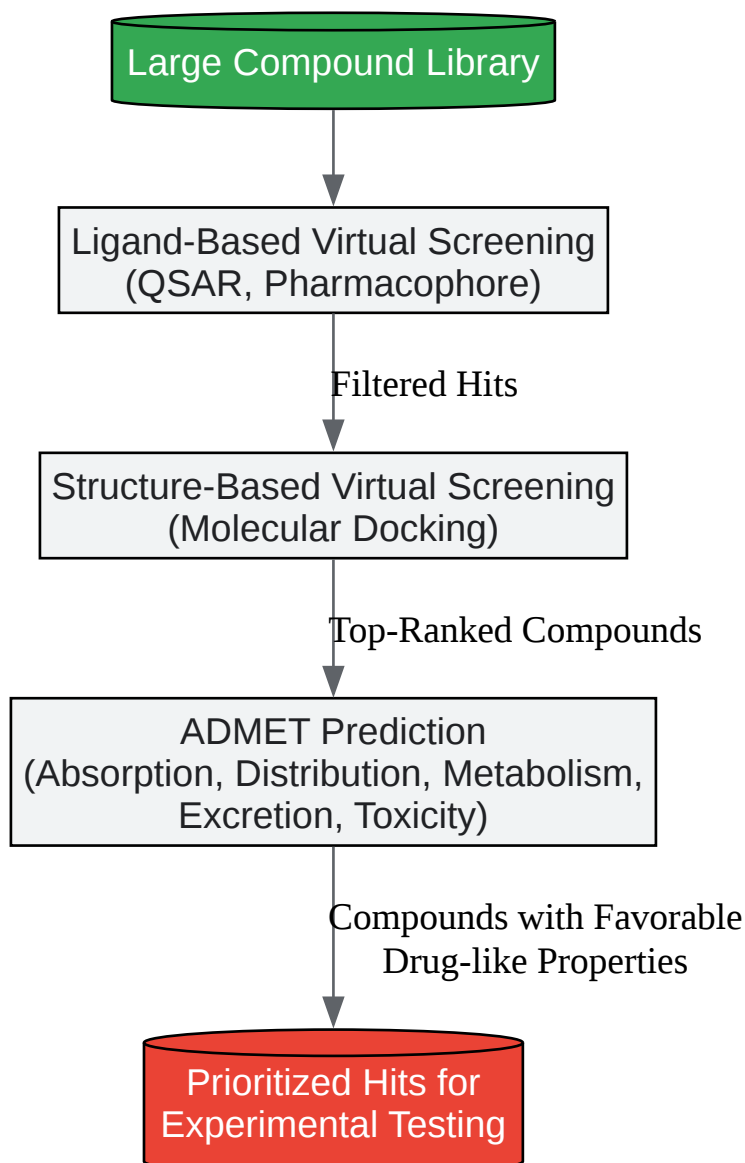 Large Compound Library
Ligand-Based Virtual Screening
(QSAR, Pharmacophore)
Filtered Hits
Structure-Based Virtual Screening
(Molecular Docking)
Top-Ranked Compounds
ADMET Prediction
(Absorption, Distribution, Metabolism,
Excretion, Toxicity)
Compounds with Favorable
Drug-like Properties
Prioritized Hits for
Experimental Testing